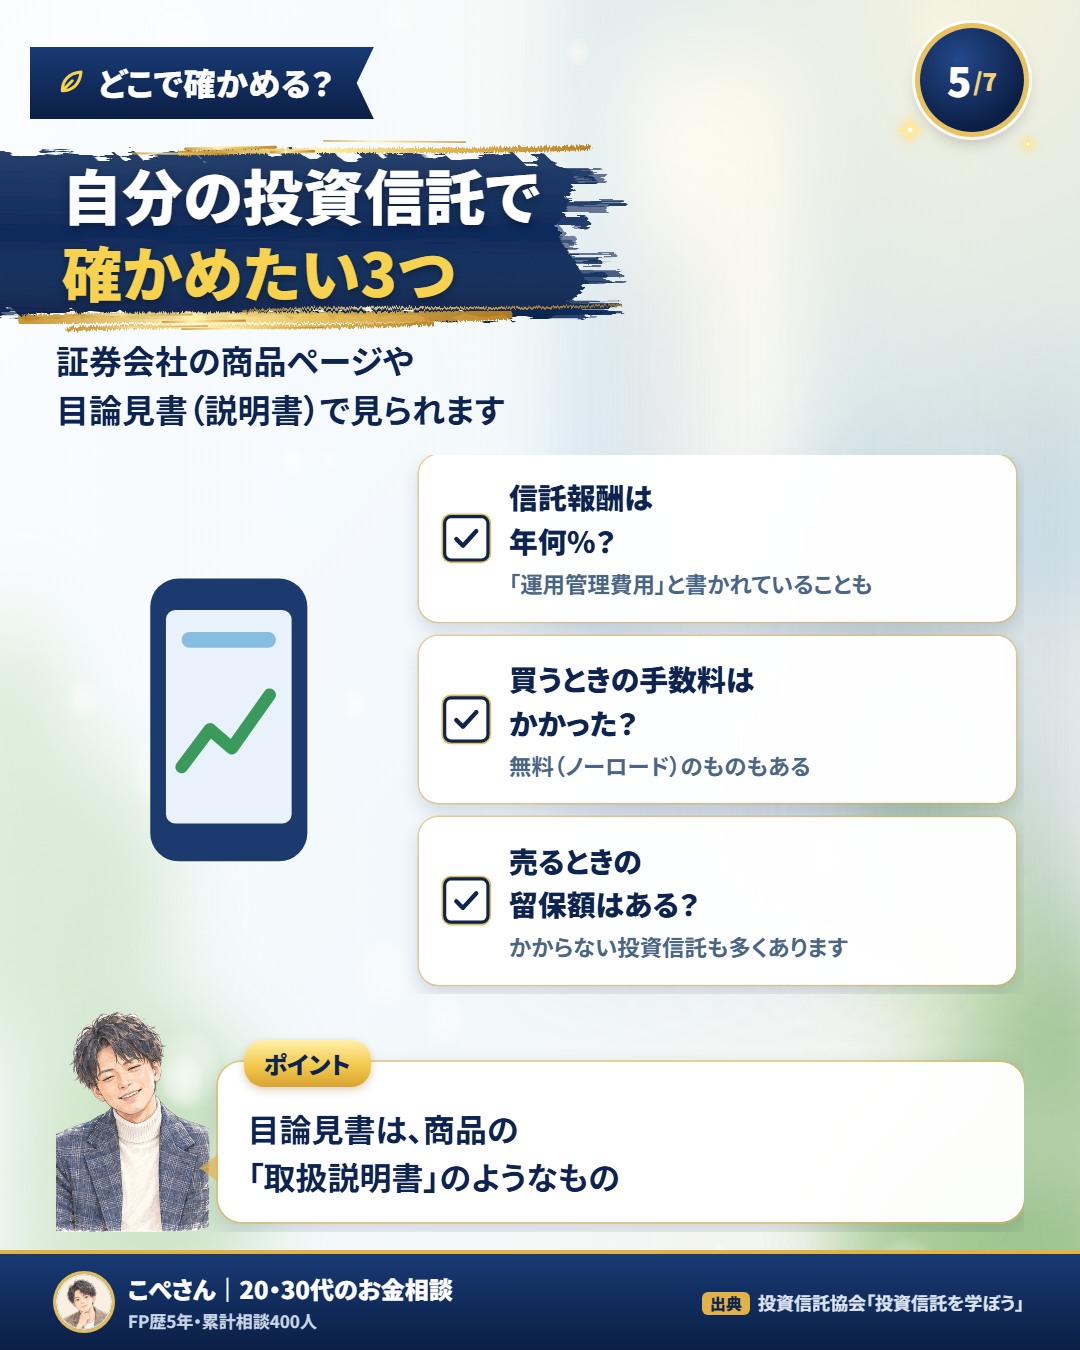 どこで確かめる?
5/7
自分の投資信託で
確かめたい3つ
証券会社の商品ページや
目論見書(説明書)で見られます
信託報酬は
年何%?
「運用管理費用」と書かれていることも
買うときの手数料は
かかった?
無料(ノーロード)のものもある
売るときの
留保額はある?
かからない投資信託も多くあります
ポイント
目論見書は、商品の
「取扱説明書」のようなもの
こぺさん|20・30代のお金相談
FP歴5年・累計相談400人
出典 投資信託協会「投資信託を学ぼう」